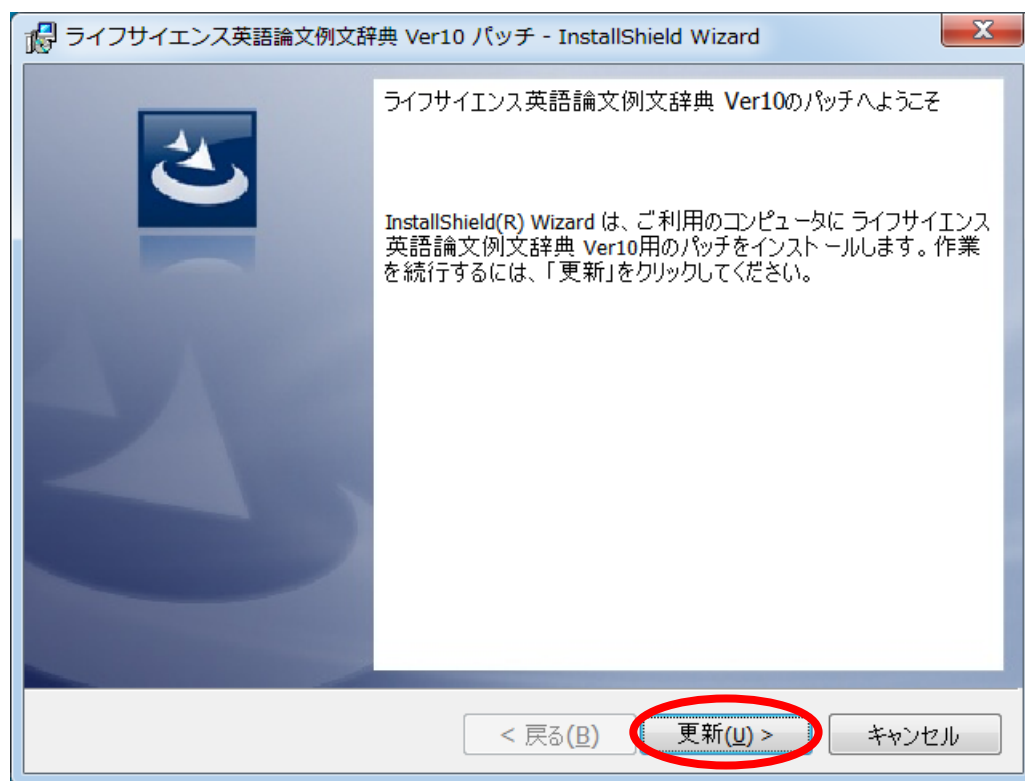 ライフサイエンス英語論文例文辞典 Ver10 パッチ - InstallShield Wizard
ライフサイエンス英語論文例文辞典 Ver10のパッチへようこそ
InstallShield(R) Wizard は、ご利用のコンピュータに ライフサイエンス
英語論文例文辞典 Ver10用のパッチをインストールします。作業
を続行するには、「更新」をクリックしてください。
< 戻る(B) 更新(U) > キャンセル